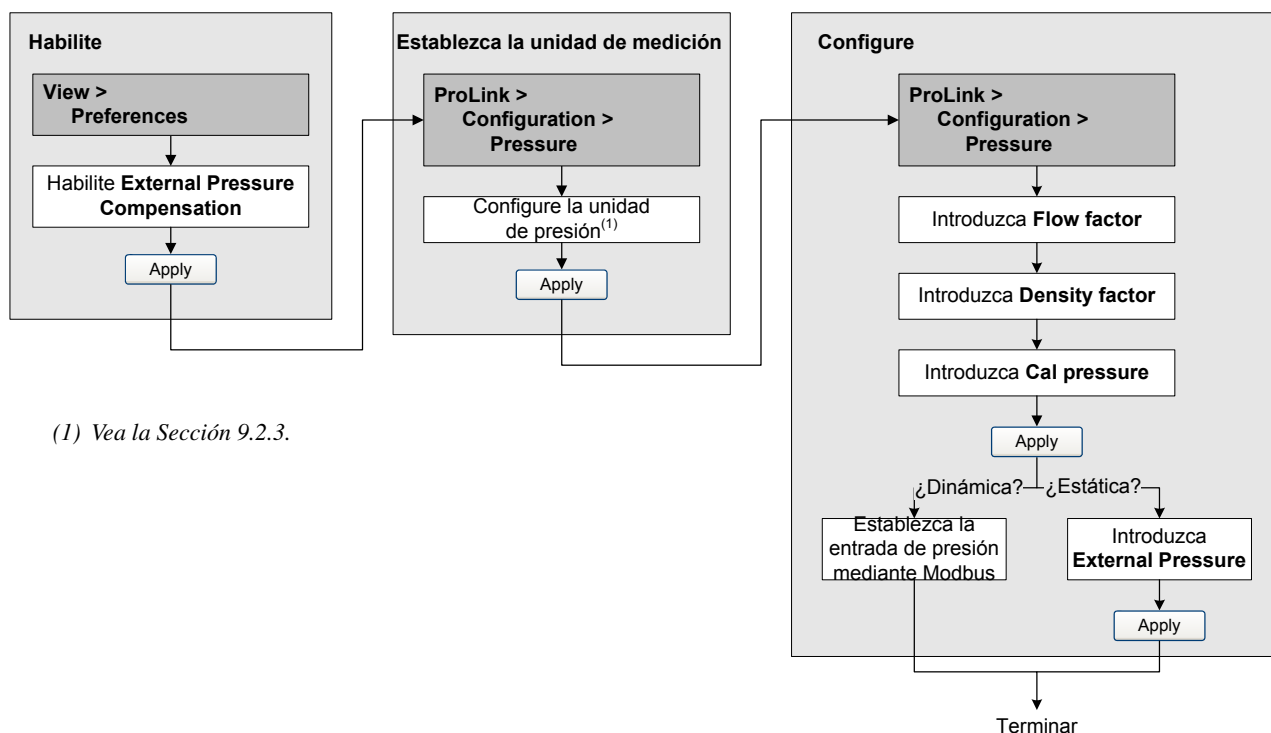 Habilite
View >
Preferences
Habilite External Pressure
Compensation
Apply
Establezca la unidad de medición
ProLink >
Configuration >
Pressure
Configure la unidad
de presión(1)
Apply
Configure
ProLink >
Configuration >
Pressure
Introduzca Flow factor
Introduzca Density factor
Introduzca Cal pressure
Apply
¿Dinámica?
¿Estática?
Establezca la
entrada de presión
mediante Modbus
Introduzca
External Pressure
Apply
Terminar
(1) Vea la Sección 9.2.3.